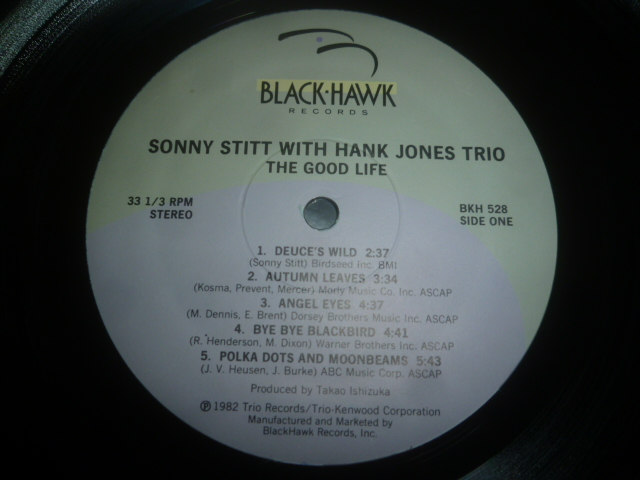 BLACK·HAWK
RECORDS
SONNY STITT WITH HANK JONES TRIO
THE GOOD LIFE
33 1/3 RPM
STEREO
BKH 528
SIDE ONE
1. DEUCE'S WILD 2:37
(Sonny Stitt) Birdseed Inc. BMI
2. AUTUMN LEAVES 3:34
(Kosma, Prevent, Mercer) Morly Music Co. Inc. ASCAP
3. ANGEL EYES 4:37
(M. Dennis, E. Brent) Dorsey Brothers Music Inc. ASCAP
4. BYE BYE BLACKBIRD 4:41
(R. Henderson, M. Dixon) Warner Brothers Inc. ASCAP
5. POLKA DOTS AND MOONBEAMS 5:43
(J. V. Heusen, J. Burke) ABC Music Corp. ASCAP
Produced by Takao Ishizuka
℗ 1982 Trio Records/Trio-Kenwood Corporation
Manufactured and Marketed by
BlackHawk Records, Inc.